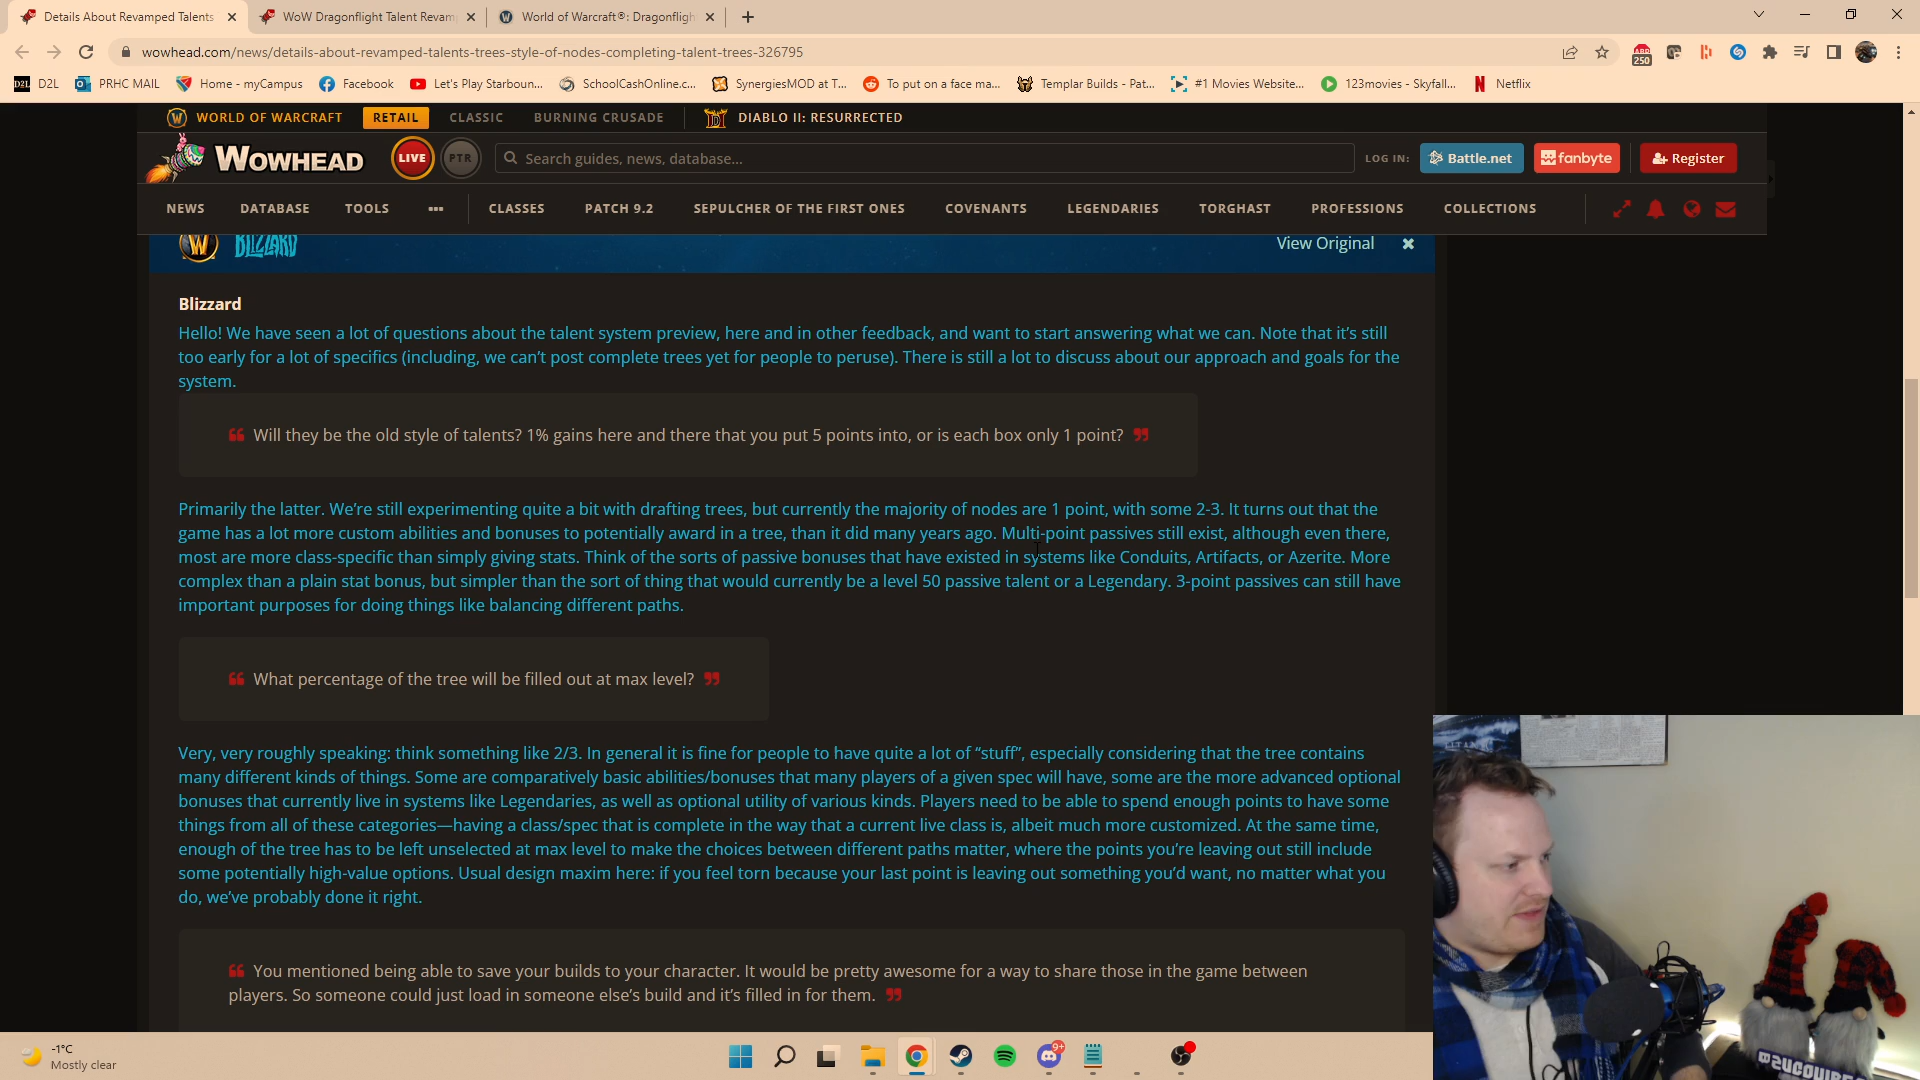 Details About Revamped Talents
WoW Dragonflight Talent Revam
World of Warcraft®: Dragonfligh
wowhead.com/news/details-about-revamped-talents-trees-style-of-nodes-completing-talent-trees-326795
250
D2L D2L
PRHC MAIL
Home - myCampus
Facebook
Let's Play Starboun...
SchoolCashOnline.c...
SynergiesMOD at T...
To put on a face ma...
Templar Builds - Pat...
#1 Movies Website...
123movies - Skyfall...
Netflix
WORLD OF WARCRAFT RETAIL CLASSIC BURNING CRUSADE DIABLO II: RESURRECTED
WOWHEAD LIVE PTR Search guides, news, database... LOG IN: Battle.net fanbyte Register
NEWS DATABASE TOOLS ••• CLASSES PATCH 9.2 SEPULCHER OF THE FIRST ONES COVENANTS LEGENDARIES TORGHAST PROFESSIONS COLLECTIONS
W BLIZZARD View Original
Blizzard
Hello! We have seen a lot of questions about the talent system preview, here and in other feedback, and want to start answering what we can. Note that it's still
too early for a lot of specifics (including, we can't post complete trees yet for people to peruse). There is still a lot to discuss about our approach and goals for the
system.
Will they be the old style of talents? 1% gains here and there that you put 5 points into, or is each box only 1 point?
Primarily the latter. We're still experimenting quite a bit with drafting trees, but currently the majority of nodes are 1 point, with some 2-3. It turns out that the
game has a lot more custom abilities and bonuses to potentially award in a tree, than it did many years ago. Multi-point passives still exist, although even there,
most are more class-specific than simply giving stats. Think of the sorts of passive bonuses that have existed in systems like Conduits, Artifacts, or Azerite. More
complex than a plain stat bonus, but simpler than the sort of thing that would currently be a level 50 passive talent or a Legendary. 3-point passives can still have
important purposes for doing things like balancing different paths.
What percentage of the tree will be filled out at max level?
Very, very roughly speaking: think something like 2/3. In general it is fine for people to have quite a lot of “stuff”, especially considering that the tree contains
many different kinds of things. Some are comparatively basic abilities/bonuses that many players of a given spec will have, some are the more advanced optional
bonuses that currently live in systems like Legendaries, as well as optional utility of various kinds. Players need to be able to spend enough points to have some
things from all of these categories—having a class/spec that is complete in the way that a current live class is, albeit much more customized. At the same time,
enough of the tree has to be left unselected at max level to make the choices between different paths matter, where the points you're leaving out still include
some potentially high-value options. Usual design maxim here: if you feel torn because your last point is leaving out something you'd want, no matter what you
do, we've probably done it right.
You mentioned being able to save your builds to your character. It would be pretty awesome for a way to share those in the game between
players. So someone could just load in someone else's build and it's filled in for them.
-1°C
Mostly clear
9+